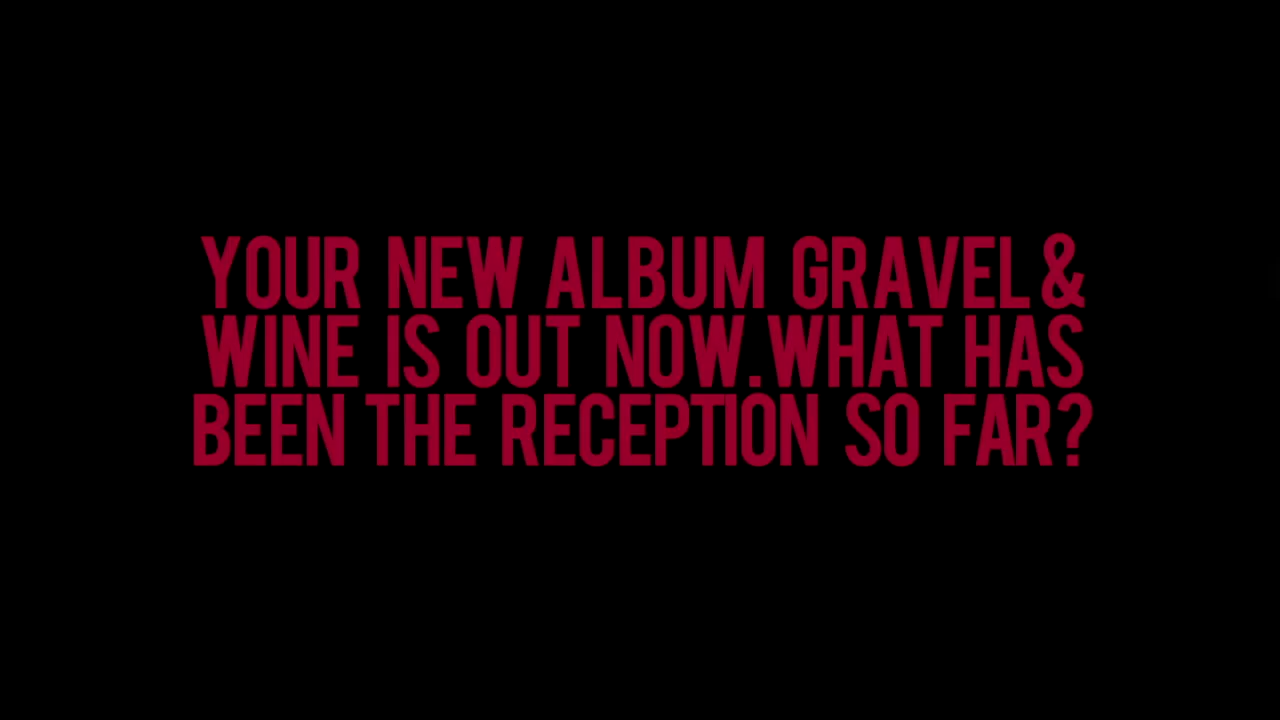 YOUR NEW ALBUM GRAVEL&
WINE IS OUT NOW.WHAT HAS
BEEN THE RECEPTION SO FAR?